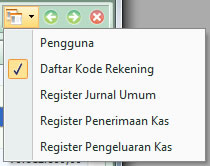 Pengguna
Daftar Kode Rekening
Register Jurnal Umum
Register Penerimaan Kas
Register Pengeluaran Kas